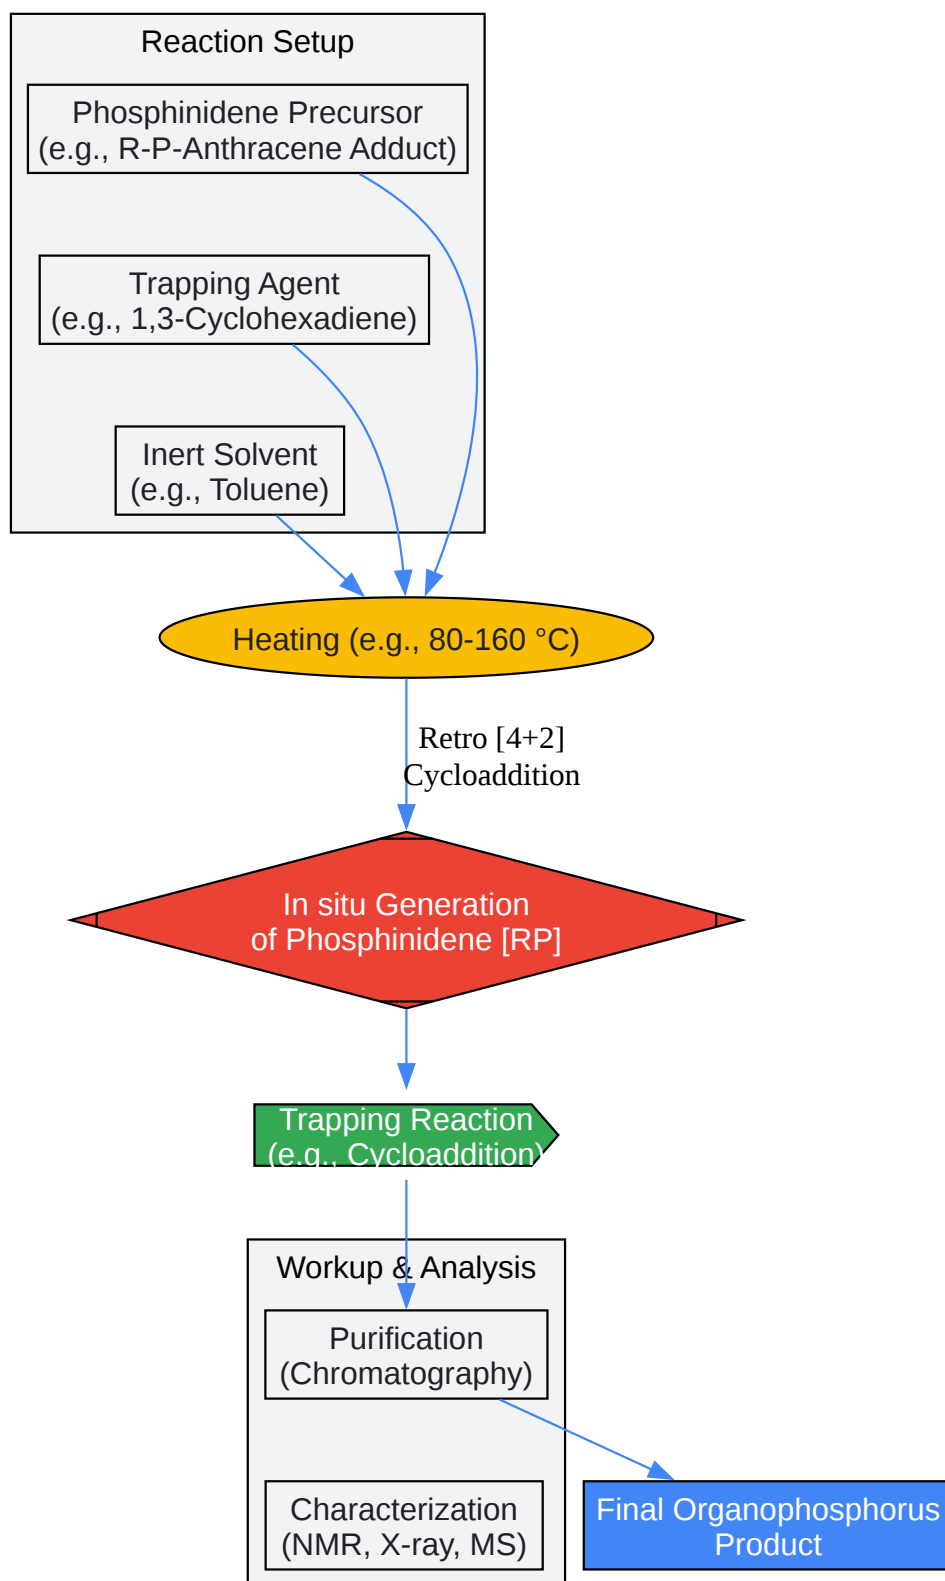 Reaction Setup
Phosphinidene Precursor
(e.g., R-P-Anthracene Adduct)
Trapping Agent
(e.g., 1,3-Cyclohexadiene)
Inert Solvent
(e.g., Toluene)
Heating (e.g., 80-160 °C)
Retro [4+2]
Cycloaddition
In situ Generation
of Phosphinidene [RP]
Trapping Reaction
(e.g., Cycloaddition)
Workup & Analysis
Purification
(Chromatography)
Characterization
(NMR, X-ray, MS)
Final Organophosphorus
Product